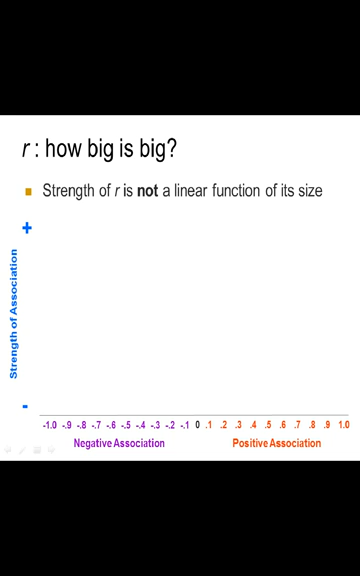 r : how big is big?
Strength of r is not a linear function of its size
+
Strength of Association
-
-1.0 -.9 -.8 -.7 -.6 -.5 -.4 -.3 -.2 -.1 0 .1 .2 .3 .4 .5 .6 .7 .8 .9 1.0
Negative Association Positive Association